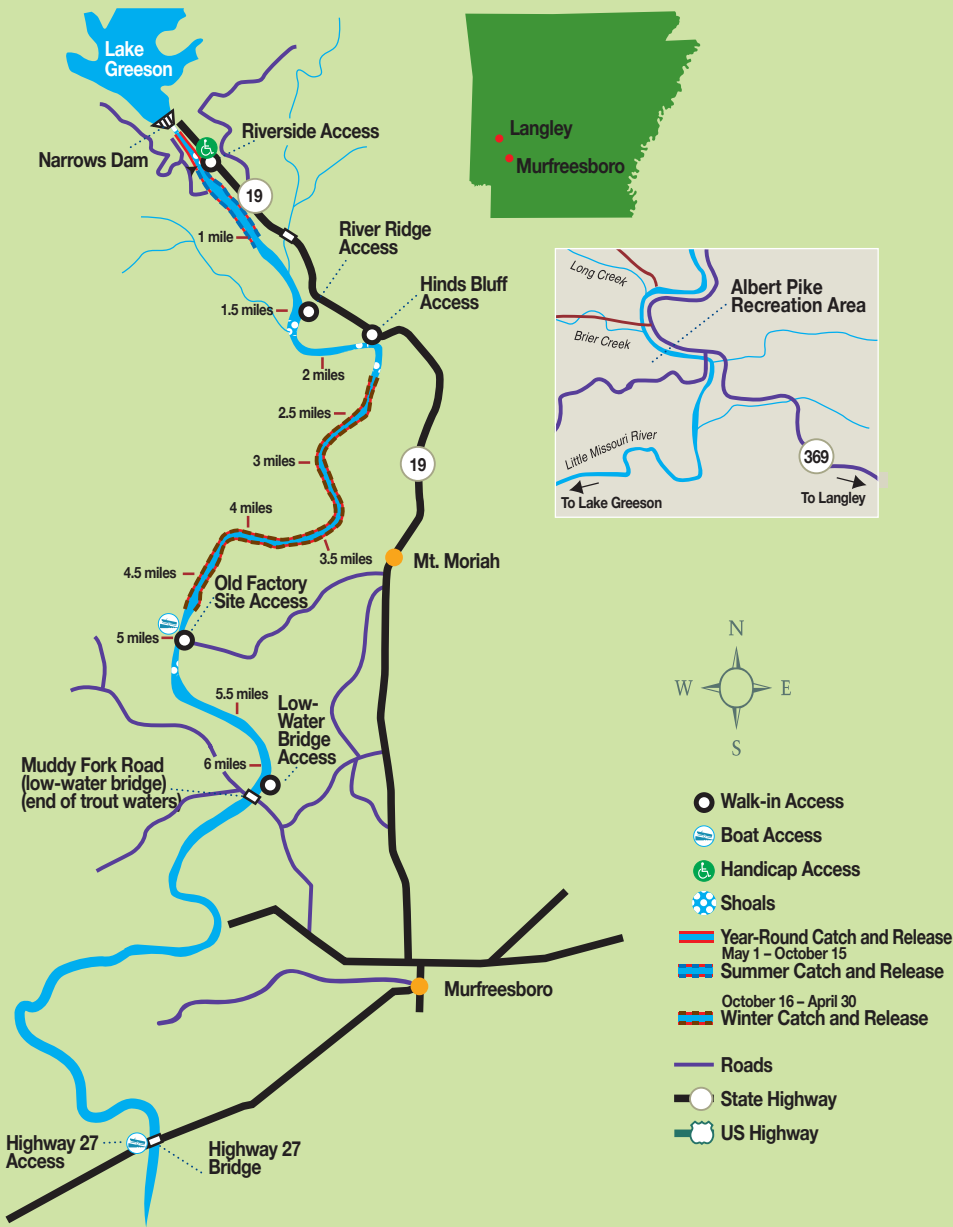 Lake
Greeson
Narrows Dam
Riverside Access
19
1 mile
River Ridge
Access
Hinds Bluff
Access
1.5 miles
2 miles
2.5 miles
3 miles
19
4 miles
3.5 miles
Mt. Moriah
4.5 miles
Old Factory
Site Access
5 miles
5.5 miles
Low-
Water
Bridge
Access
6 miles
Muddy Fork Road
(low-water bridge)
(end of trout waters)
Murfreesboro
Highway 27
Access
Highway 27
Bridge
Langley
Murfreesboro
Long Creek
Albert Pike
Recreation Area
Brier Creek
Little Missouri River
369
To Lake Greeson
To Langley
N
W
E
S
Walk-in Access
Boat Access
Handicap Access
Shoals
Year-Round Catch and Release
May 1 – October 15
Summer Catch and Release
October 16 – April 30
Winter Catch and Release
Roads
State Highway
US Highway